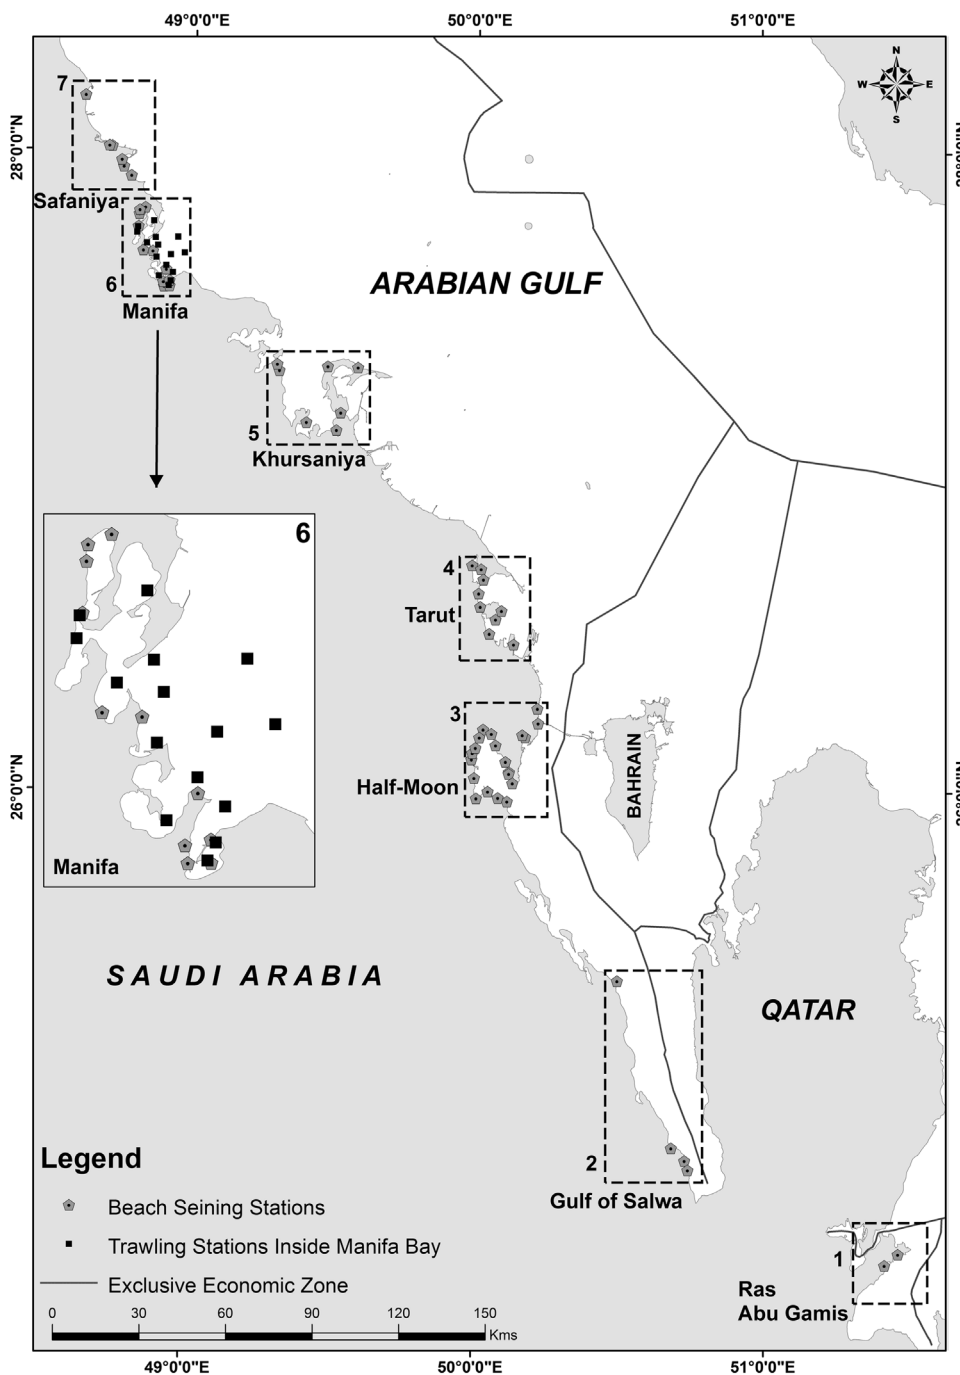 49°0'0"E 50°0'0"E 51°0'0"E
N
W E
S
28°0'0"N
7
Safaniya
6
Manifa
ARABIAN GULF
5
Khursaniya
6
Manifa
4
Tarut
3
Half-Moon
BAHRAIN
26°0'0"N
SAUDI ARABIA
QATAR
2
Gulf of Salwa
1
Ras
Abu Gamis
Legend
Beach Seining Stations
Trawling Stations Inside Manifa Bay
Exclusive Economic Zone
0 30 60 90 120 150
Kms
49°0'0"E 50°0'0"E 51°0'0"E